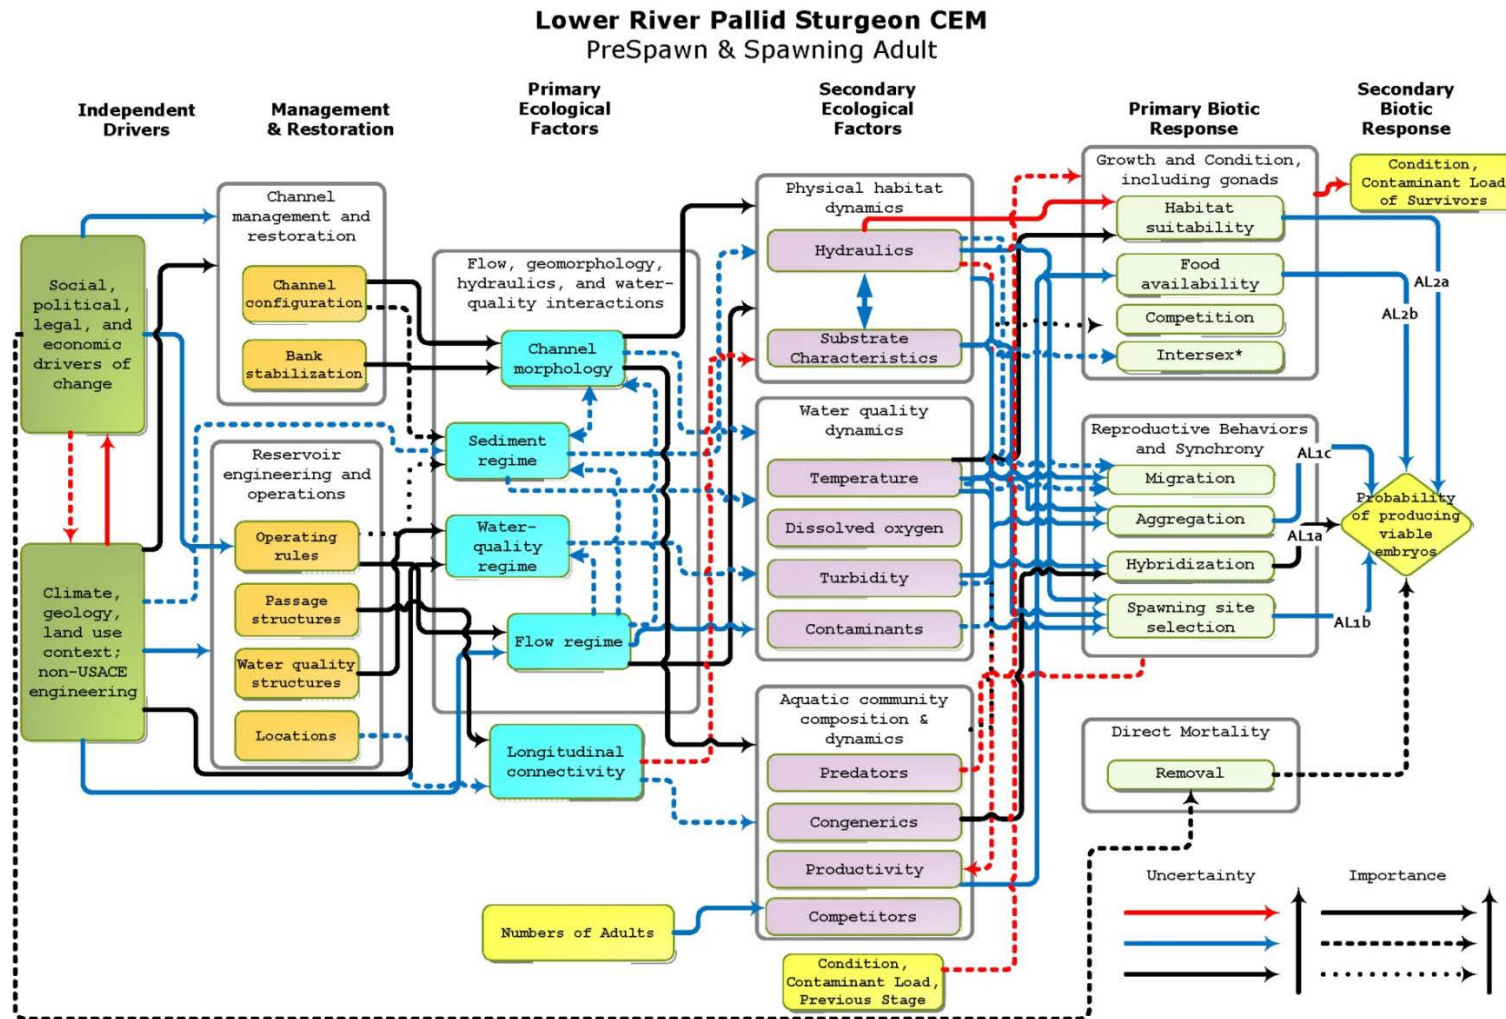 Lower River Pallid Sturgeon CEM
PreSpawn & Spawning Adult
Independent
Drivers
Management
& Restoration
Primary
Ecological
Factors
Secondary
Ecological
Factors
Primary Biotic
Response
Secondary
Biotic
Response
Social,
political,
legal, and
economic
drivers of
change
Climate,
geology,
land use
context;
non-USACE
engineering
Channel
management and
restoration
Channel
configuration
Bank
stabilization
Reservoir
engineering and
operations
Operating
rules
Passage
structures
Water quality
structures
Locations
Flow, geomorphology,
hydraulics, and water-
quality interactions
Channel
morphology
Sediment
regime
Water-
quality
regime
Flow regime
Longitudinal
connectivity
Numbers of Adults
Physical habitat
dynamics
Hydraulics
Substrate
Characteristics
Water quality
dynamics
Temperature
Dissolved oxygen
Turbidity
Contaminants
Aquatic community
composition &
dynamics
Predators
Congenerics
Productivity
Competitors
Condition,
Contaminant Load,
Previous Stage
Growth and Condition,
including gonads
Habitat
suitability
Food
availability
Competition
Intersex*
Reproductive Behaviors
and Synchrony
Migration
Aggregation
Hybridization
Spawning site
selection
Direct Mortality
Removal
Condition,
Contaminant Load
of Survivors
AL2a
AL2b
AL1c
AL1a
AL1b
Probability
of producing
viable
embryos
Uncertainty
Importance